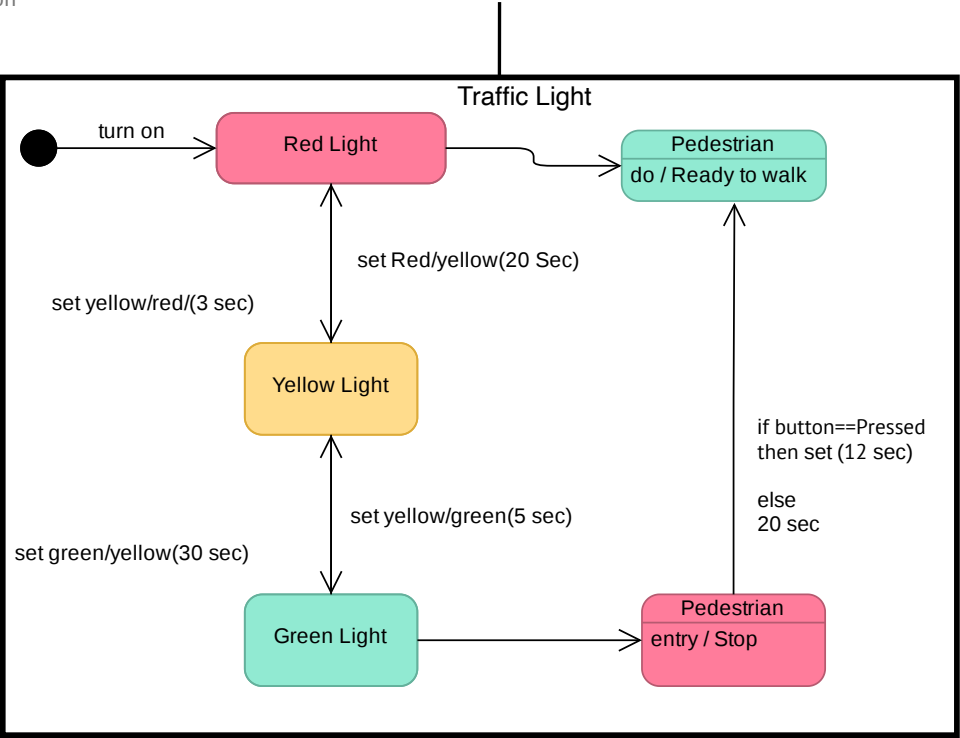 Traffic Light
turn on
Red Light
Pedestrian
do / Ready to walk
set Red/yellow(20 Sec)
set yellow/red/(3 sec)
Yellow Light
if button==Pressed
then set (12 sec)
else
20 sec
set yellow/green(5 sec)
set green/yellow(30 sec)
Green Light
Pedestrian
entry / Stop